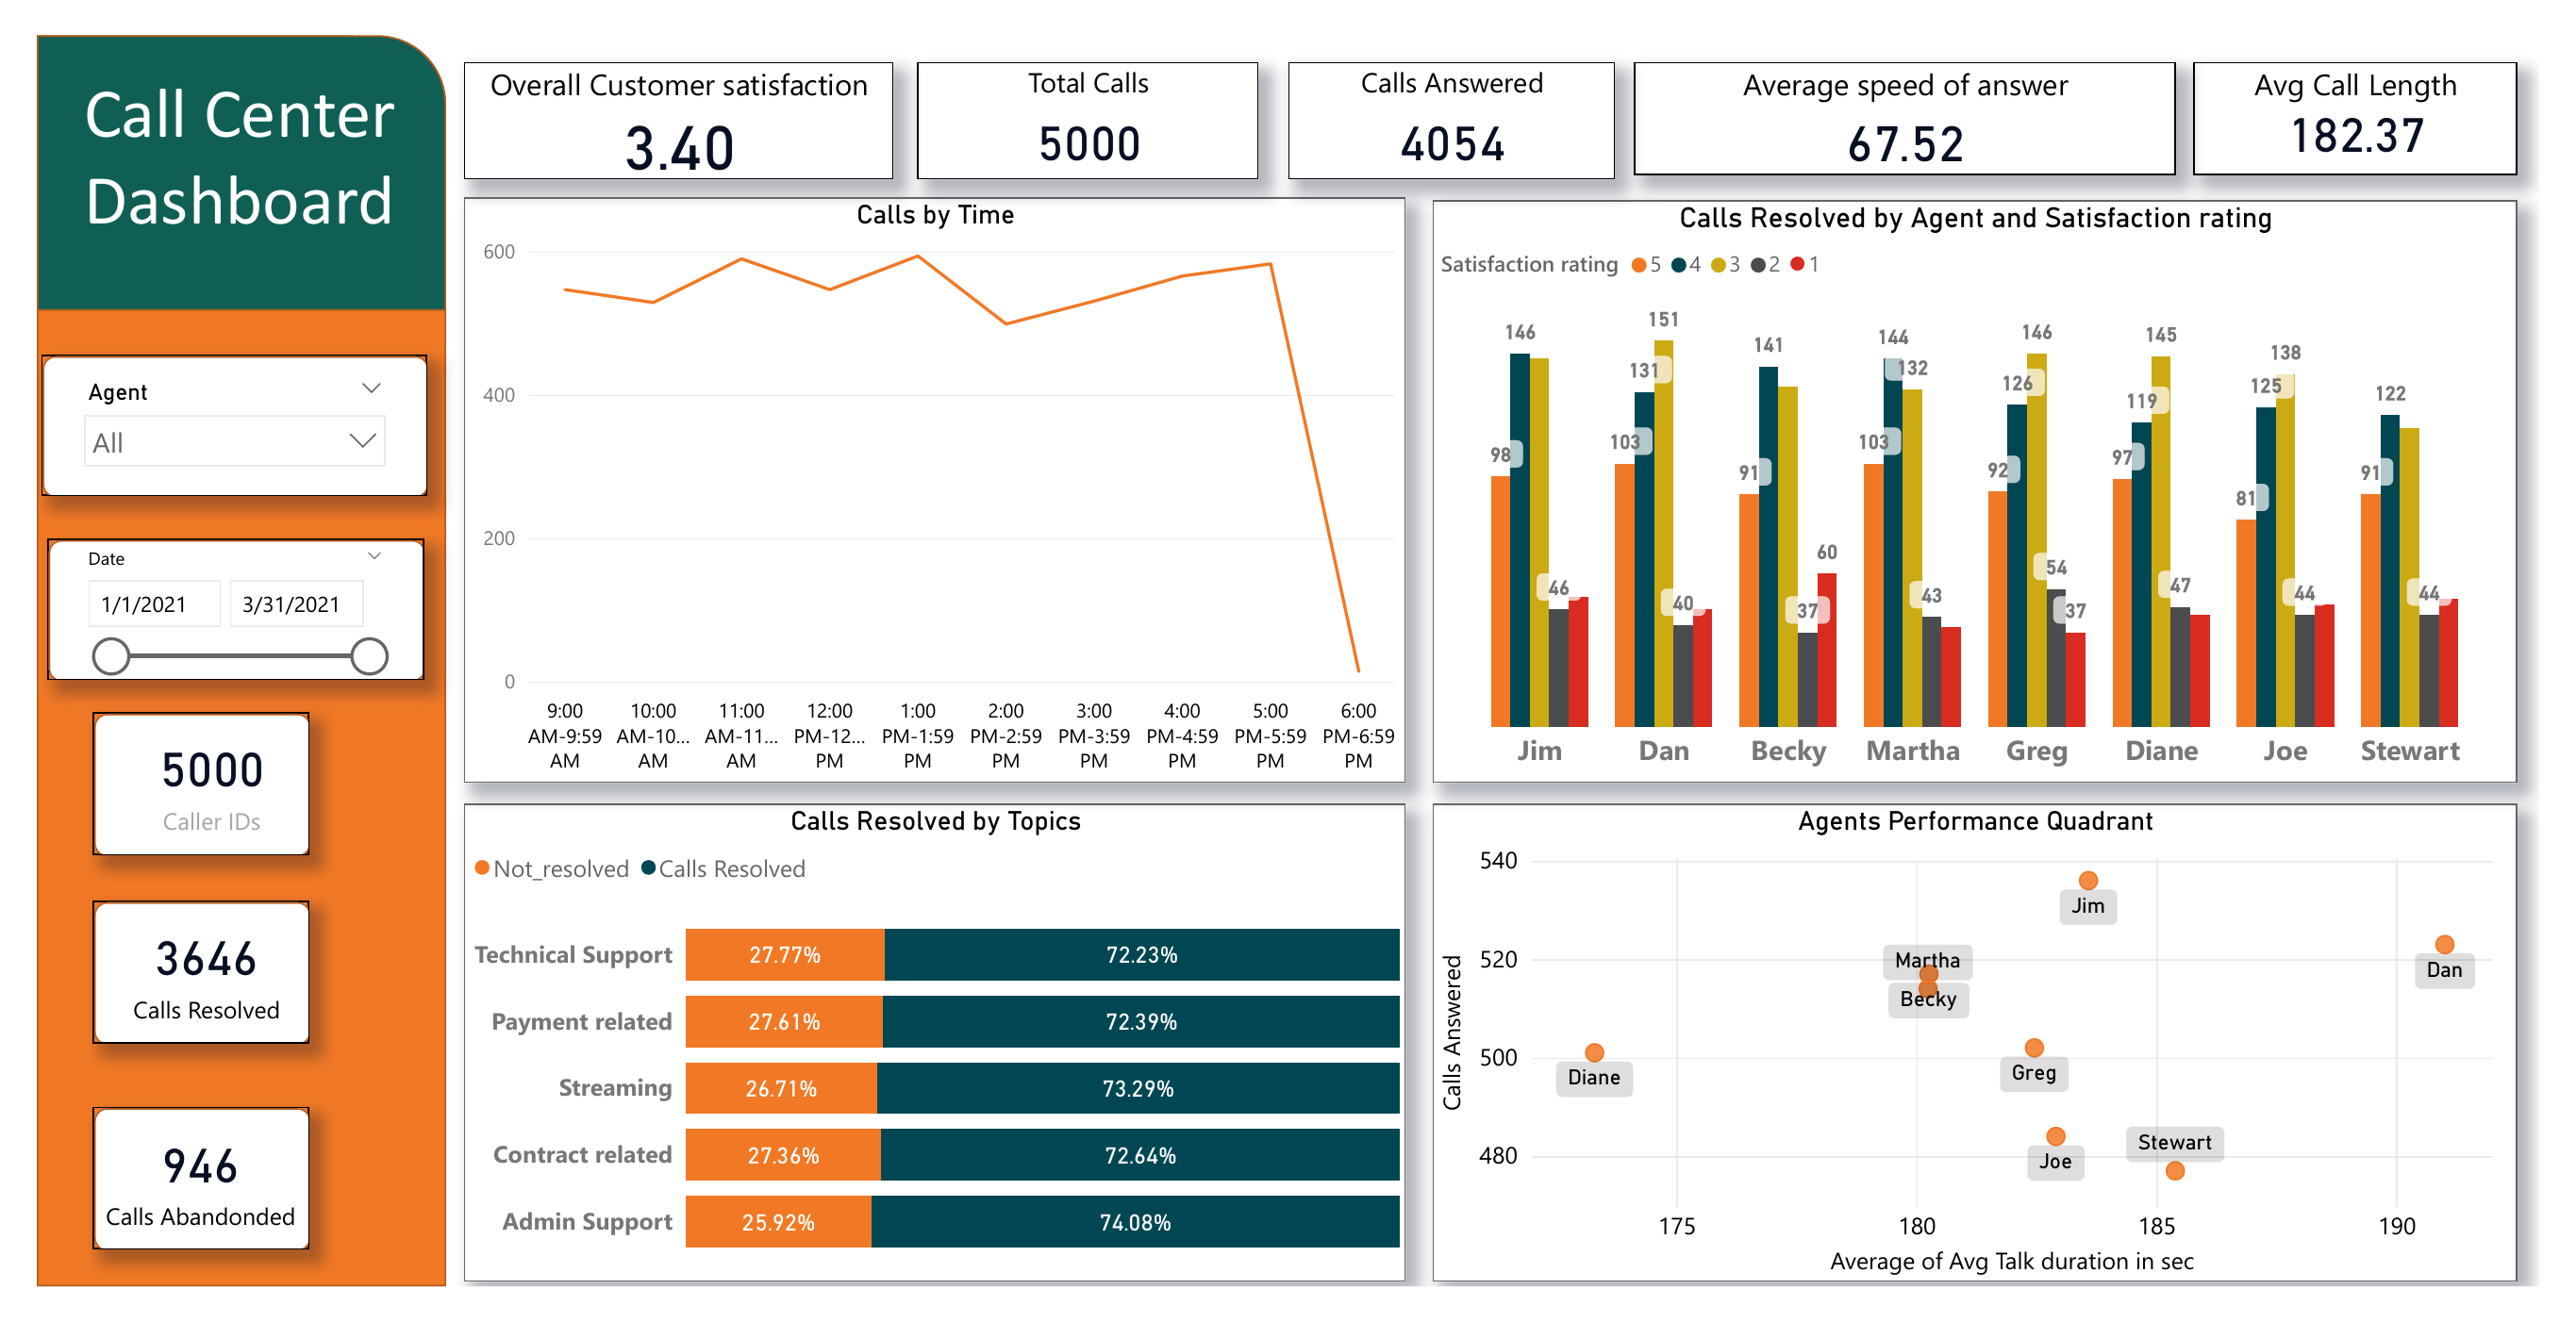 Call Center
Dashboard
Agent
All
Date
1/1/2021 3/31/2021
5000
Caller IDs
3646
Calls Resolved
946
Calls Abandonded
Overall Customer satisfaction
3.40
Total Calls
5000
Calls Answered
4054
Average speed of answer
67.52
Avg Call Length
182.37
Calls by Time
600
400
200
0
9:00 AM-9:59 AM
10:00 AM-10... AM
11:00 AM-11... AM
12:00 PM-12... PM
1:00 PM-1:59 PM
2:00 PM-2:59 PM
3:00 PM-3:59 PM
4:00 PM-4:59 PM
5:00 PM-5:59 PM
6:00 PM-6:59 PM
Calls Resolved by Agent and Satisfaction rating
Satisfaction rating 5 4 3 2 1
98 146 46
103 131 151 40
91 141 37 60
103 144 132 43
92 126 146 54 37
97 119 145 47
81 125 138 44
91 122 44
Jim Dan Becky Martha Greg Diane Joe Stewart
Calls Resolved by Topics
Not_resolved Calls Resolved
Technical Support 27.77% 72.23%
Payment related 27.61% 72.39%
Streaming 26.71% 73.29%
Contract related 27.36% 72.64%
Admin Support 25.92% 74.08%
Agents Performance Quadrant
Calls Answered
540
520
500
480
Jim
Martha
Dan
Becky
Greg
Diane
Stewart
Joe
175 180 185 190
Average of Avg Talk duration in sec